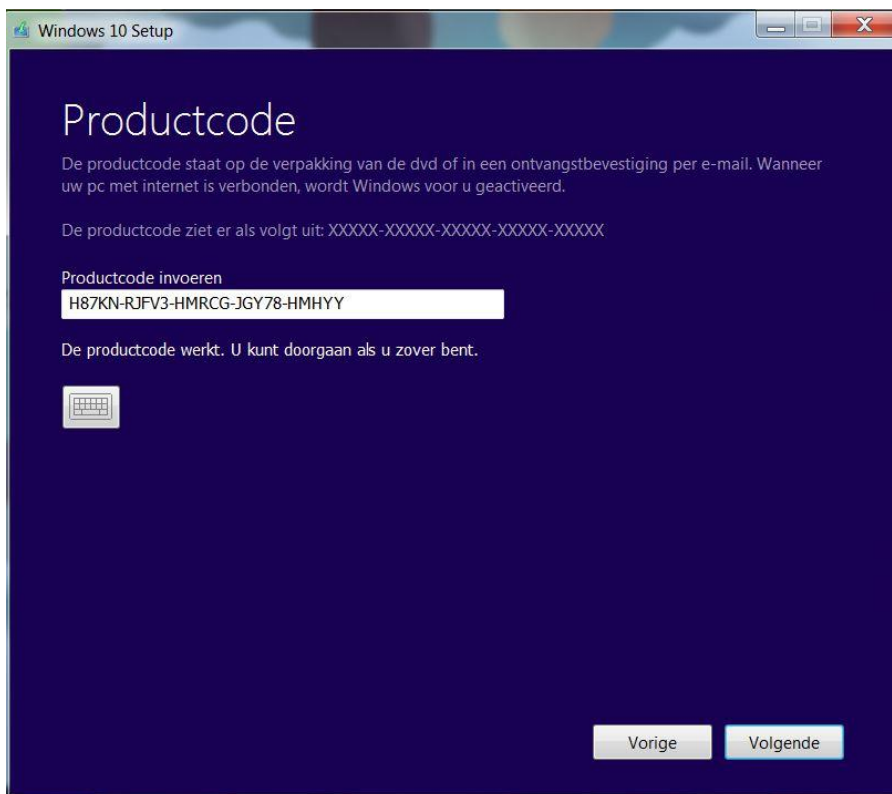 Windows 10 Setup
Productcode
De productcode staat op de verpakking van de dvd of in een ontvangstbevestiging per e-mail. Wanneer
uw pc met internet is verbonden, wordt Windows voor u geactiveerd.
De productcode ziet er als volgt uit: XXXXX-XXXXX-XXXXX-XXXXX-XXXXX
Productcode invoeren
H87KN-RJFV3-HMRCG-JGY78-HMHYY
De productcode werkt. U kunt doorgaan als u zover bent.
Vorige
Volgende